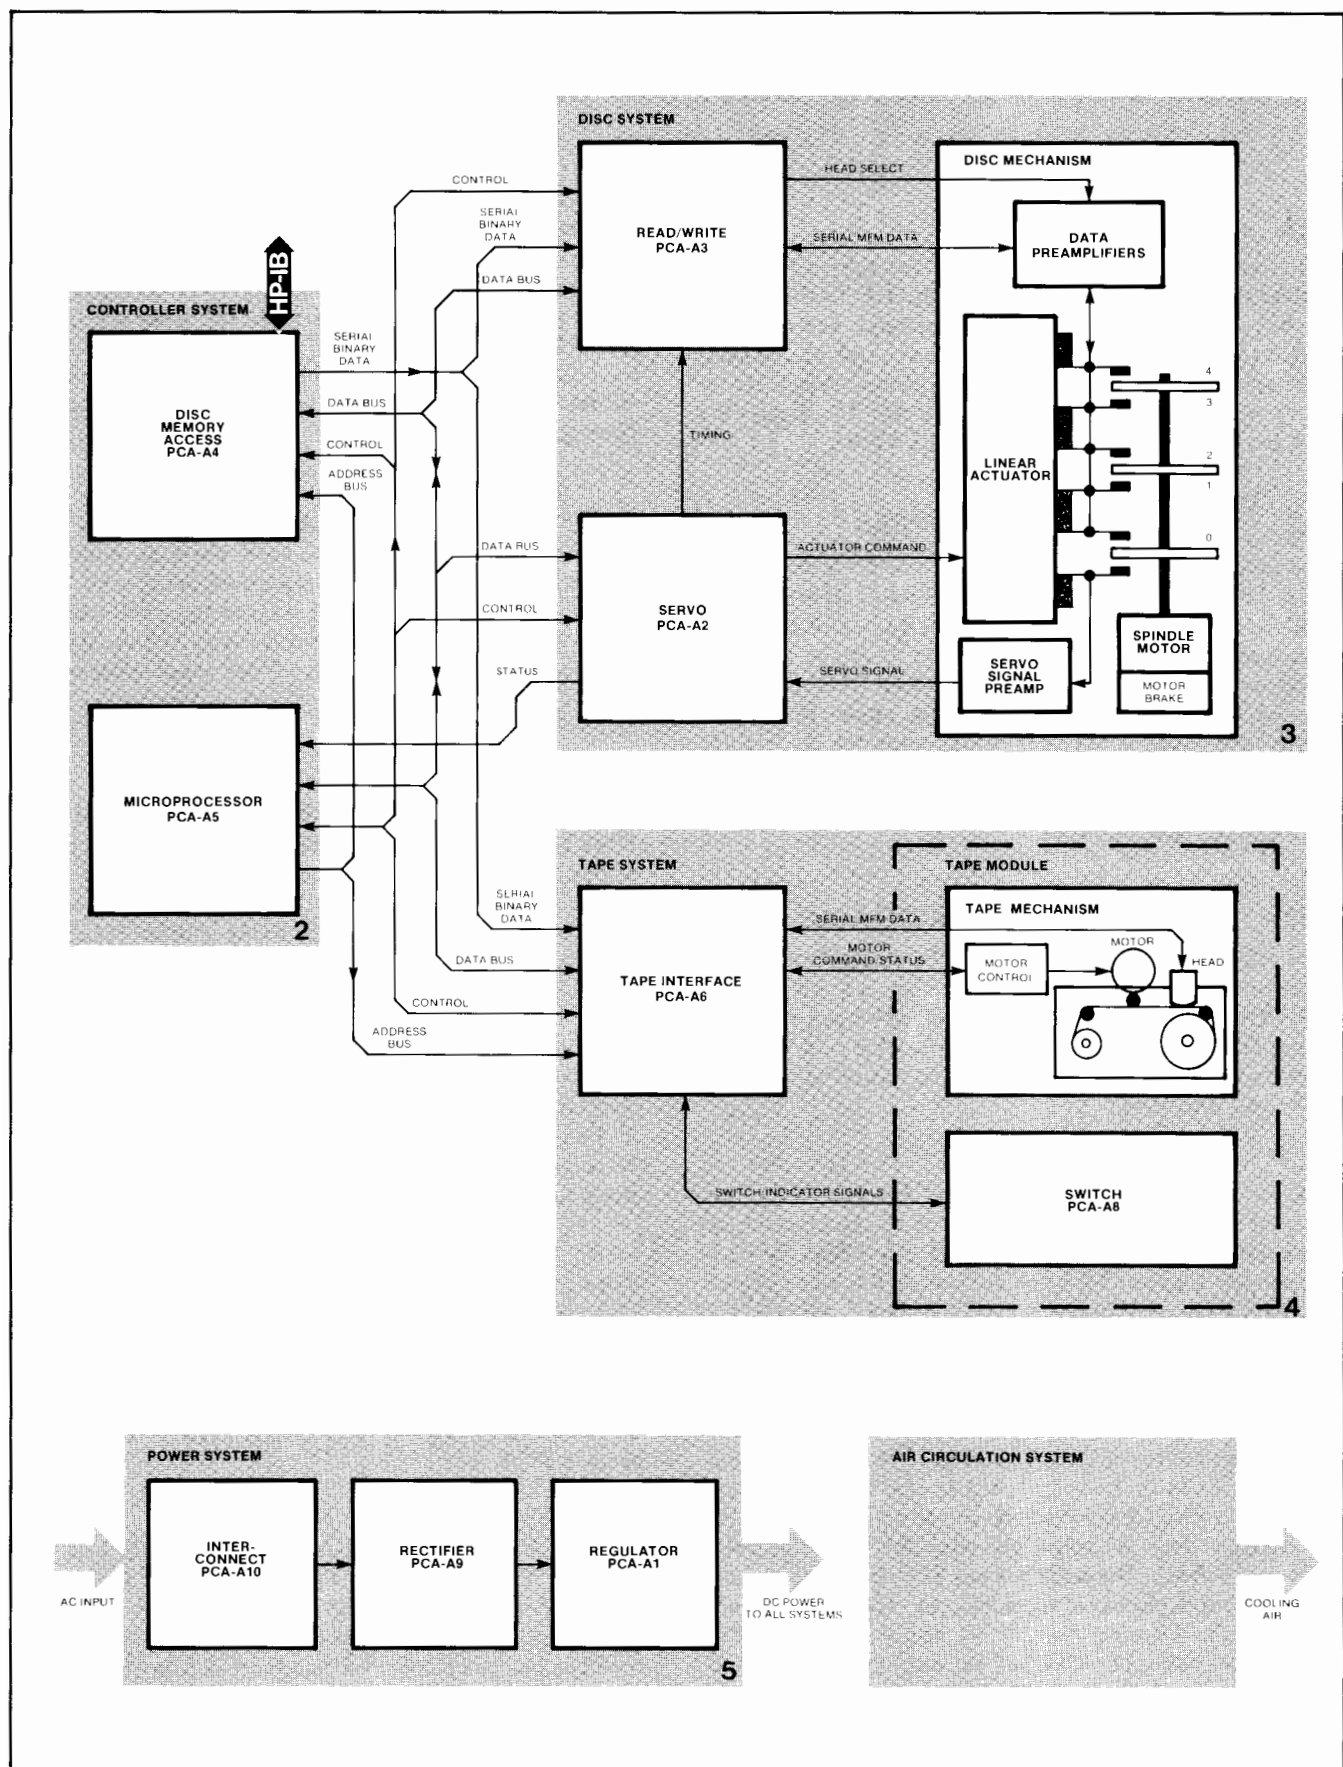 DISC SYSTEM
CONTROL
SERIAL
BINARY
DATA
DATA BUS
READ/WRITE
PCA-A3
HEAD SELECT
SERIAL MFM DATA
DISC MECHANISM
DATA
PREAMPLIFIERS
HP-IB
CONTROLLER SYSTEM
DISC
MEMORY
ACCESS
PCA-A4
SERIAL
BINARY
DATA
DATA BUS
CONTROL
ADDRESS
BUS
TIMING
LINEAR
ACTUATOR
4
3
2
1
0
DATA BUS
CONTROL
STATUS
SERVO
PCA-A2
ACTUATOR COMMAND
SERVO SIGNAL
SERVO
SIGNAL
PREAMP
SPINDLE
MOTOR
MOTOR
BRAKE
3
MICROPROCESSOR
PCA-A5
2
TAPE SYSTEM
SERIAL
BINARY
DATA
DATA BUS
CONTROL
ADDRESS
BUS
TAPE INTERFACE
PCA-A6
SERIAL MFM DATA
MOTOR
COMMAND/STATUS
SWITCH/INDICATOR SIGNALS
TAPE MODULE
TAPE MECHANISM
MOTOR
CONTROL
MOTOR
HEAD
SWITCH
PCA-A8
4
POWER SYSTEM
AC INPUT
INTER-
CONNECT
PCA-A10
RECTIFIER
PCA-A9
REGULATOR
PCA-A1
5
DC POWER
TO ALL SYSTEMS
AIR CIRCULATION SYSTEM
COOLING
AIR